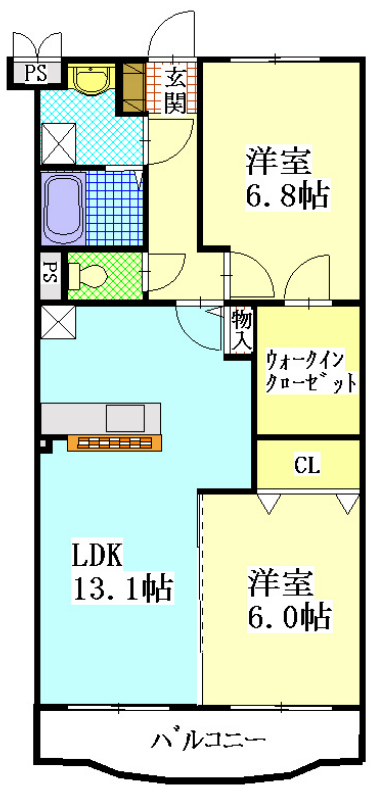 PS
玄
関
洋室
6.8帖
PS
物
入
ウォークイン
クローゼット
CL
LDK
13.1帖
洋室
6.0帖
バルコニー